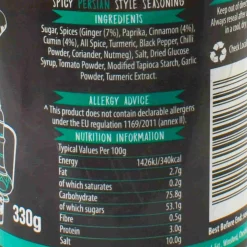 SPICY PERSIAN STYLE SEASONING
INGREDIENTS
Sugar, Spices (Ginger (7%), Paprika, Cinnamon (4%),
Cumin (4%), All Spice, Turmeric, Black Pepper, Chilli
Powder, Coriander, Nutmeg), Salt, Dried Glucose
Syrup, Tomato Powder, Modified Tapioca Starch, Garlic
Powder, Turmeric Extract.
ALLERGY ADVICE
This product does not contain declarable allergens
under the EU regulation 1169/2011 (annex II).
NUTRITION INFORMATION
Typical Values Per 100g
Energy 1426kJ/340kcal
Fat 2.7g
of which saturates 0.2g
Carbohydrate 75.8g
of which sugars 53.1g
Fibre 0.5g
Protein 3.0g
Salt 10.0g
330g
Keep out of
direct
Always reseal
Best Before End